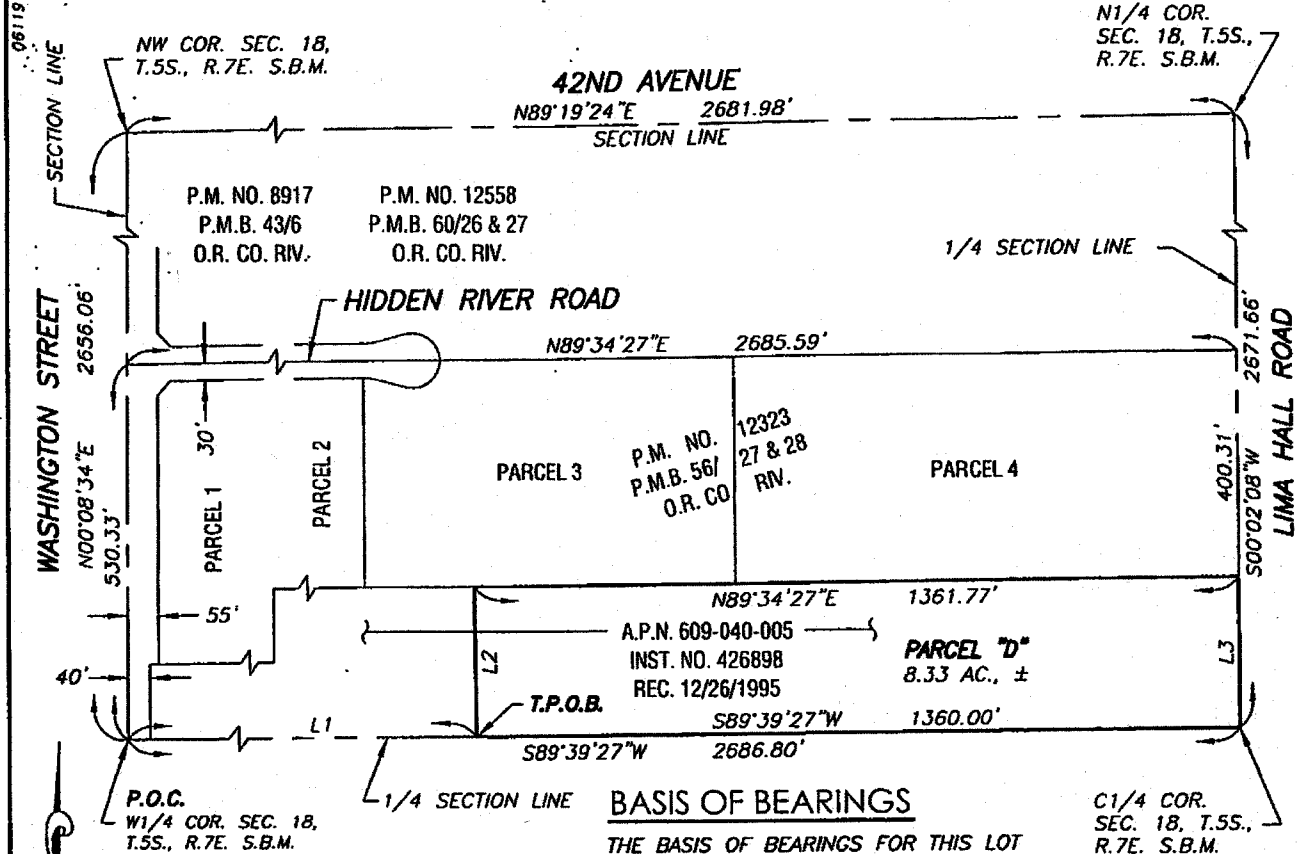 06119
SECTION LINE
NW COR. SEC. 18,
T.5S., R.7E. S.B.M.
N1/4 COR.
SEC. 18, T.5S.,
R.7E. S.B.M.
42ND AVENUE
N89°19'24"E 2681.98'
SECTION LINE
P.M. NO. 8917
P.M.B. 43/6
O.R. CO. RIV.
P.M. NO. 12558
P.M.B. 60/26 & 27
O.R. CO. RIV.
1/4 SECTION LINE
HIDDEN RIVER ROAD
N89°34'27"E 2685.59'
WASHINGTON STREET
N00°08'34"E 2656.06'
530.33'
30'
PARCEL 1
PARCEL 2
PARCEL 3
P.M. NO. 12323
P.M.B. 56/ 27 & 28
O.R. CO RIV.
PARCEL 4
400.31'
S00°02'08"W 2671.66'
LIMA HALL ROAD
55'
40'
N89°34'27"E 1361.77'
A.P.N. 609-040-005
INST. NO. 426898
REC. 12/26/1995
PARCEL "D"
8.33 AC., ±
L2
L3
T.P.O.B.
L1
S89°39'27"W 1360.00'
S89°39'27"W 2686.80'
P.O.C.
W1/4 COR. SEC. 18,
T.5S., R.7E. S.B.M.
1/4 SECTION LINE
BASIS OF BEARINGS
THE BASIS OF BEARINGS FOR THIS LOT
C1/4 COR.
SEC. 18, T.5S.,
R.7E. S.B.M.